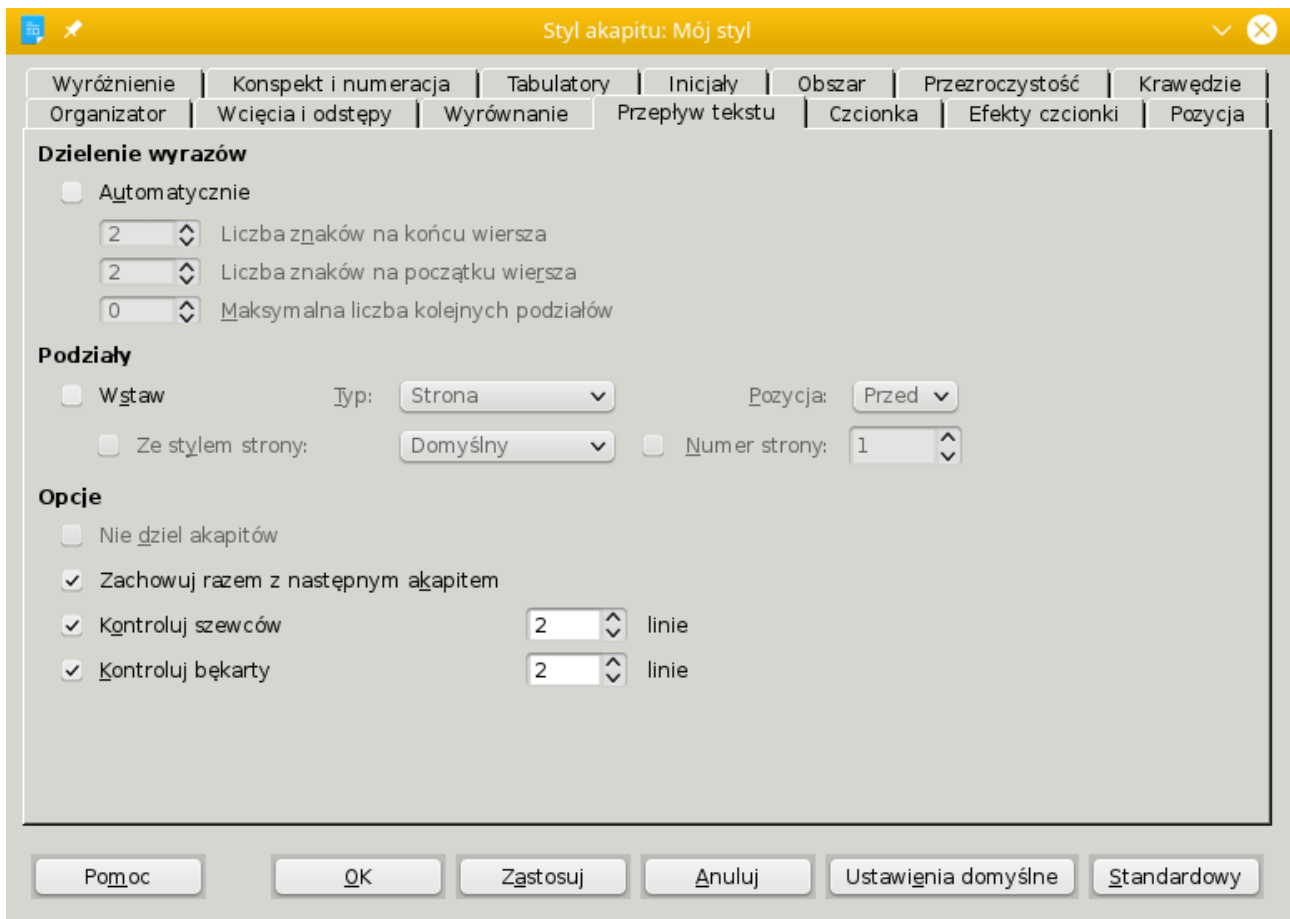 Styl akapitu: Mój styl
Wyróżnienie Konspekt i numeracja Tabulatory Inicjały Obszar Przezroczystość Krawędzie
Organizator Wcięcia i odstępy Wyrównanie Przepływ tekstu Czcionka Efekty czcionki Pozycja
Dzielenie wyrazów
Automatycznie
2 Liczba znaków na końcu wiersza
2 Liczba znaków na początku wiersza
0 Maksymalna liczba kolejnych podziałów
Podziały
Wstaw Typ: Strona Pozycja: Przed
Ze stylem strony: Domyślny Numer strony: 1
Opcje
Nie dziel akapitów
Zachowuj razem z następnym akapitem
Kontroluj szewców 2 linie
Kontroluj bękarty 2 linie
Pomoc OK Zastosuj Anuluj Ustawienia domyślne Standardowy